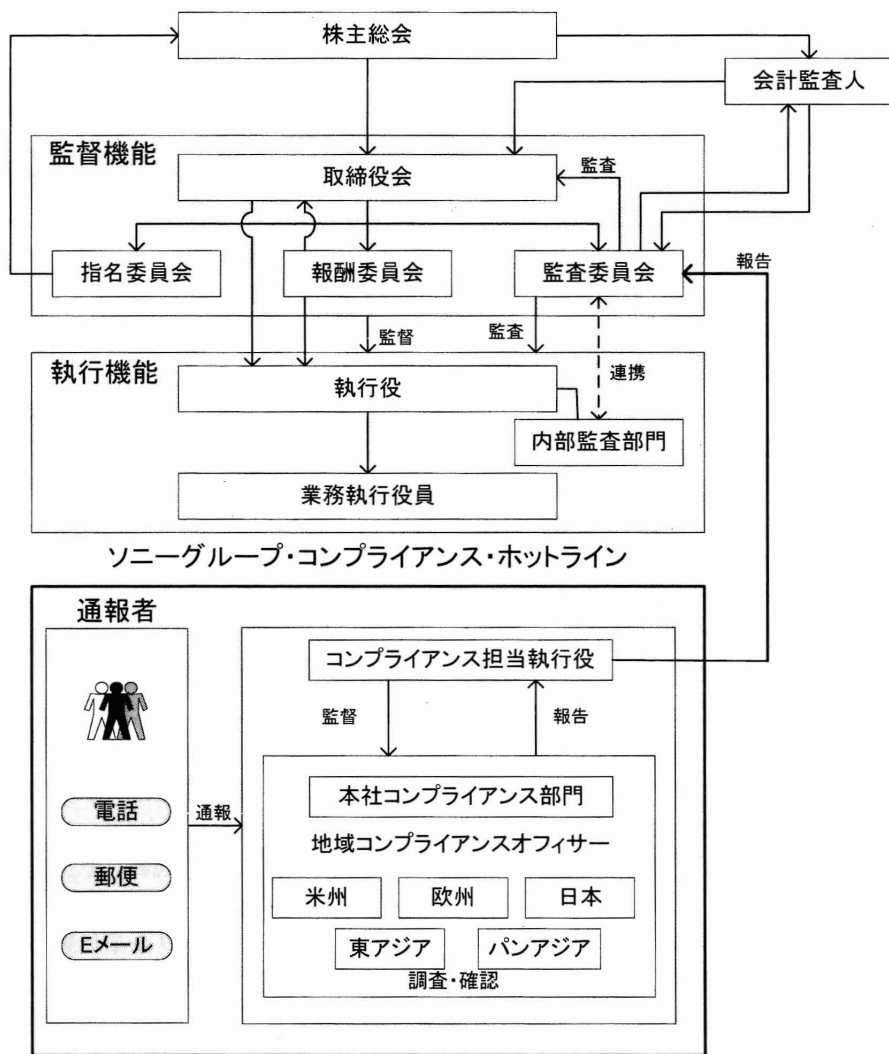 株主総会
会計監査人
監督機能
取締役会
監査
指名委員会
報酬委員会
監査委員会
報告
監督
監査
執行機能
連携
執行役
内部監査部門
業務執行役員
ソニーグループ・コンプライアンス・ホットライン
通報者
コンプライアンス担当執行役
監督
報告
電話
通報
本社コンプライアンス部門
地域コンプライアンスオフィサー
郵便
米州
欧州
日本
Eメール
東アジア
パンアジア
調査・確認